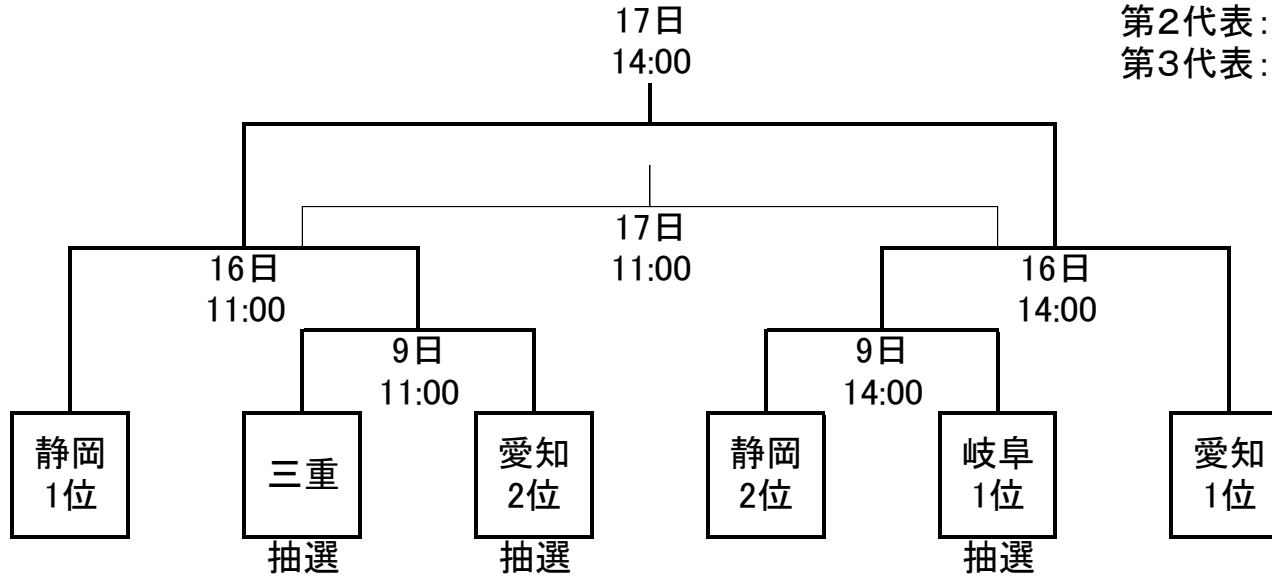 17日
14:00
第2代表:
第3代表:
17日
11:00
16日
11:00
16日
14:00
9日
11:00
9日
14:00
静岡
1位
三重
愛知
2位
静岡
2位
岐阜
1位
愛知
1位
抽選
抽選
抽選